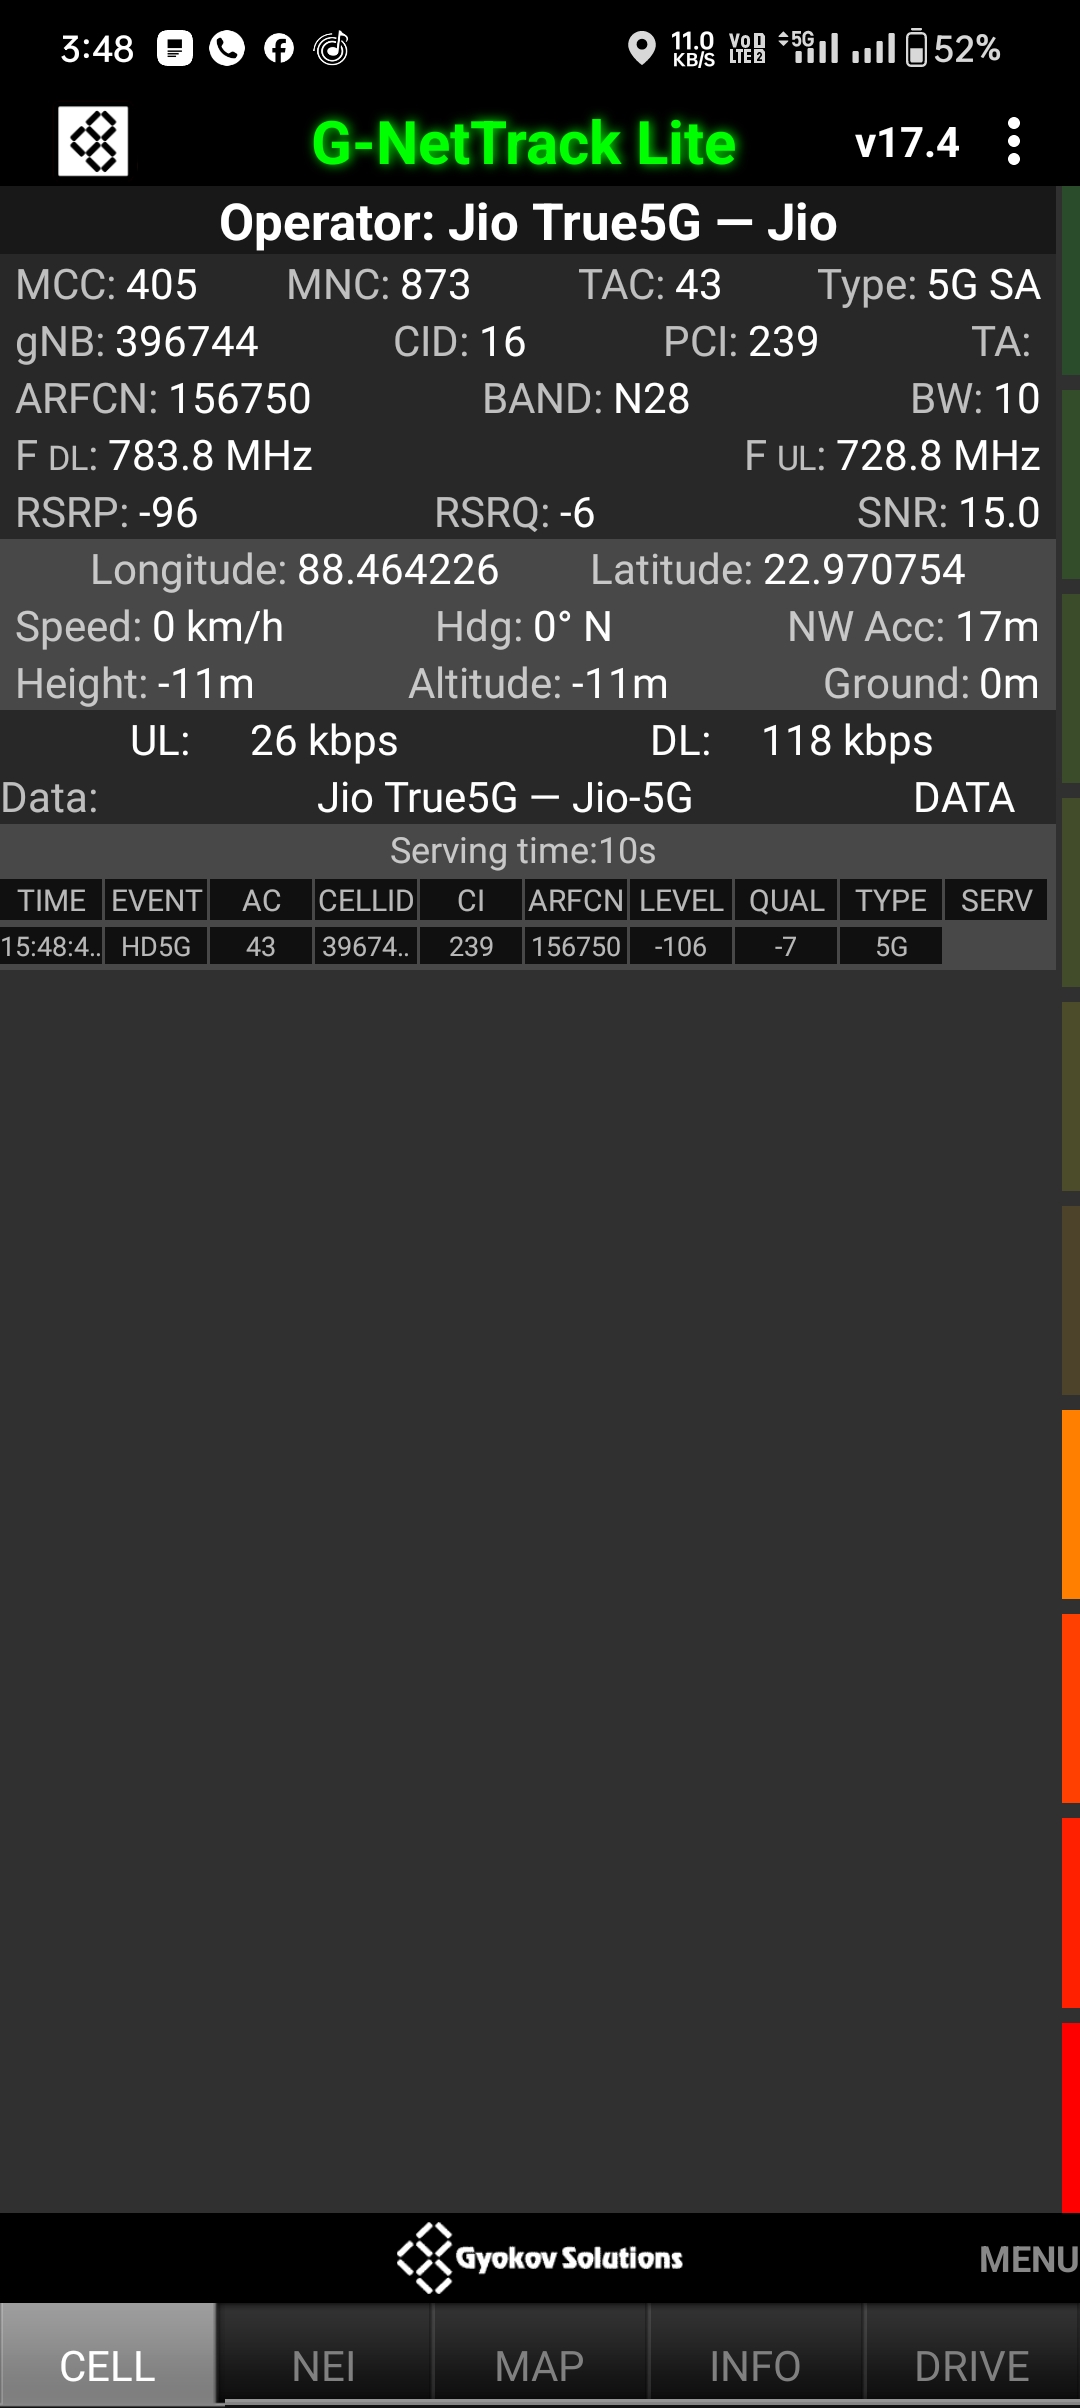 3:48 11.0 KB/S VoD LTE2 5G 52%
G-NetTrack Lite v17.4
Operator: Jio True5G — Jio
MCC: 405 MNC: 873 TAC: 43 Type: 5G SA
gNB: 396744 CID: 16 PCI: 239 TA:
ARFCN: 156750 BAND: N28 BW: 10
F DL: 783.8 MHz F UL: 728.8 MHz
RSRP: -96 RSRQ: -6 SNR: 15.0
Longitude: 88.464226 Latitude: 22.970754
Speed: 0 km/h Hdg: 0° N NW Acc: 17m
Height: -11m Altitude: -11m Ground: 0m
UL: 26 kbps DL: 118 kbps
Data: Jio True5G — Jio-5G DATA
Serving time:10s
TIME EVENT AC CELLID CI ARFCN LEVEL QUAL TYPE SERV
15:48:4.. HD5G 43 39674.. 239 156750 -106 -7 5G
Gyokov Solutions MENU
CELL NEI MAP INFO DRIVE